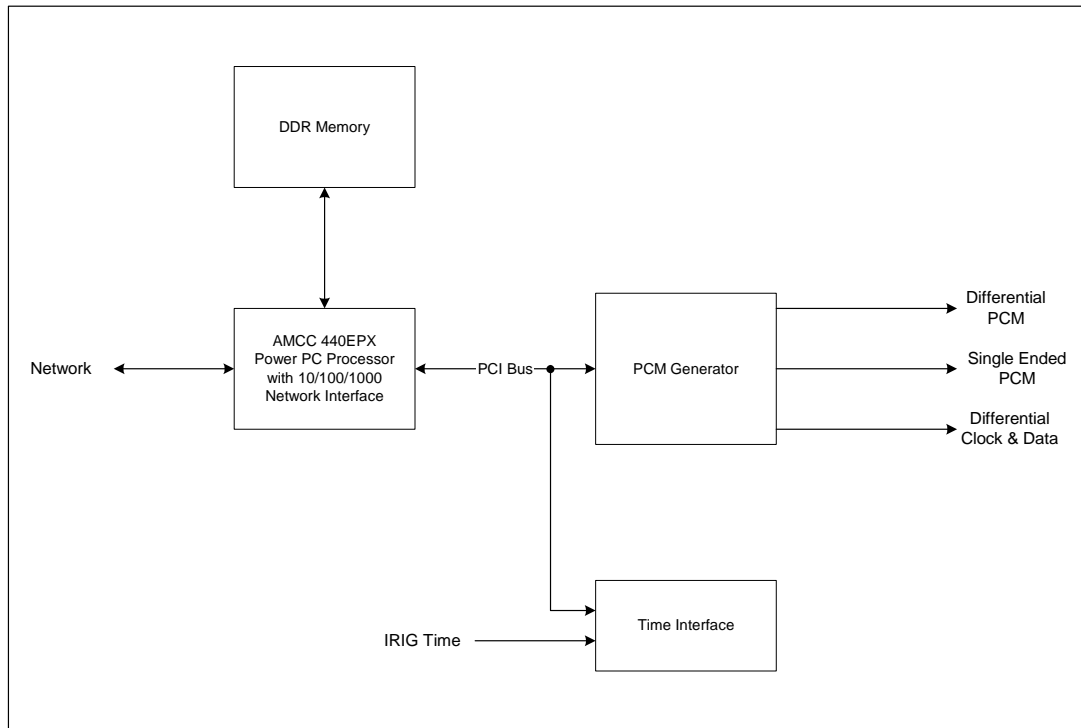 DDR Memory
AMCC 440EPX
Power PC Processor
with 10/100/1000
Network Interface
Network
PCI Bus
PCM Generator
Differential
PCM
Single Ended
PCM
Differential
Clock & Data
Time Interface
IRIG Time